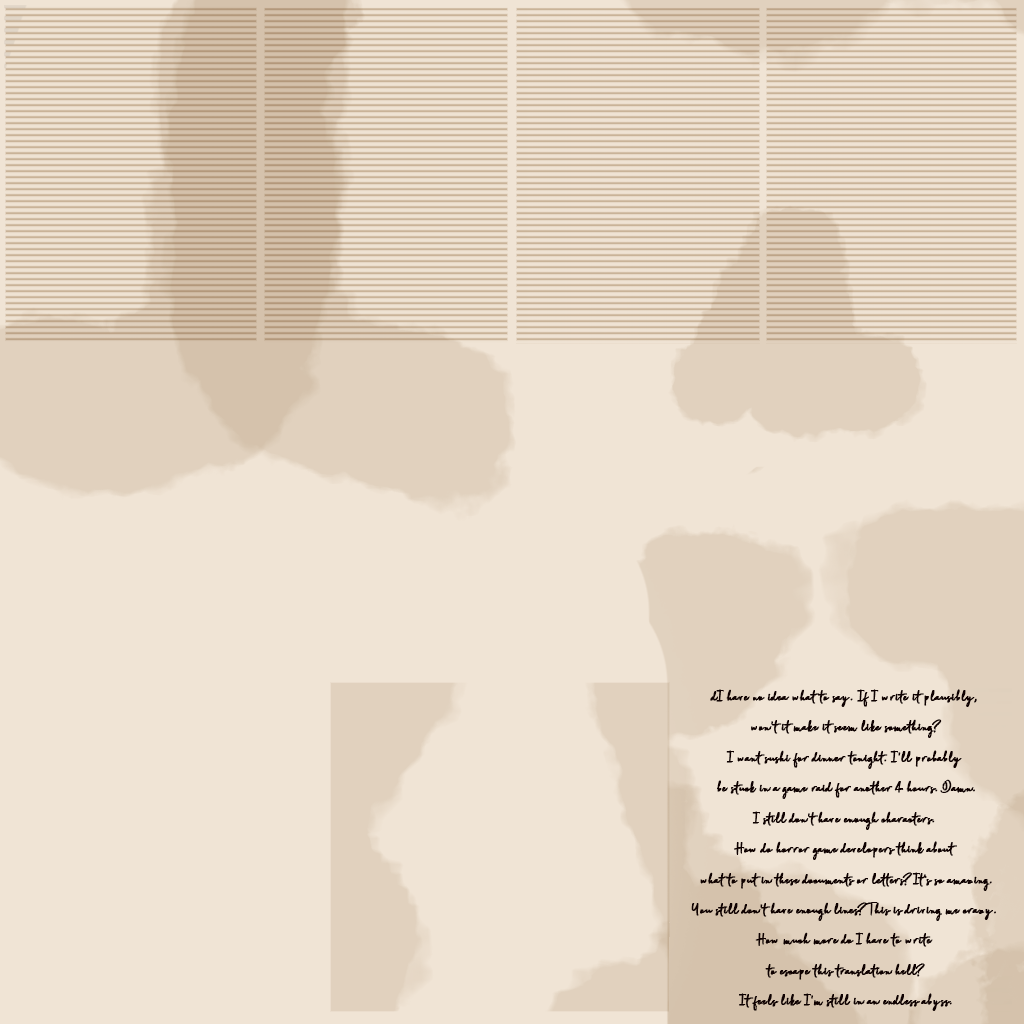 I have no idea what to say. If I write it plausibly,
won't it make it seem like something?
I want sushi for dinner tonight. I'll probably
be stuck in a game raid for another 4 hours. Damn.
I still don't have enough characters.
How do horror game developers think about
what to put in these documents or letters? It's so amazing.
You still don't have enough lines? This is driving me crazy.
How much more do I have to write
to escape this translation hell?
It feels like I'm still in an endless abyss.